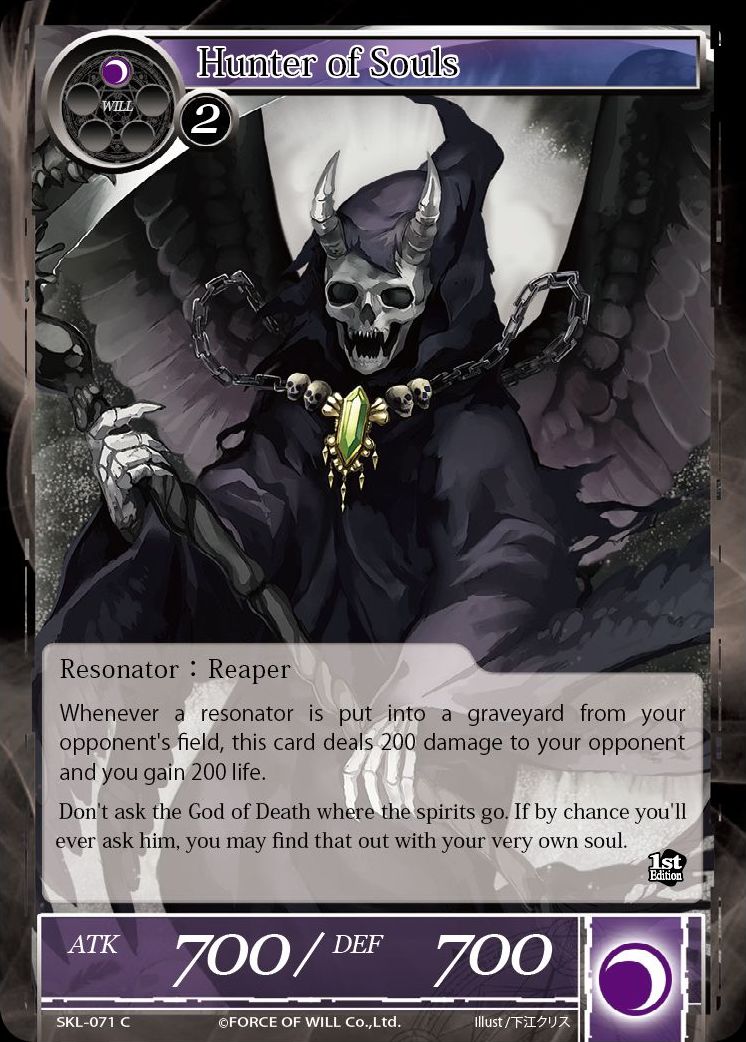 Hunter of Souls
WILL
2
Resonator : Reaper
Whenever a resonator is put into a graveyard from your
opponent's field, this card deals 200 damage to your opponent
and you gain 200 life.
Don't ask the God of Death where the spirits go. If by chance you'll
ever ask him, you may find that out with your very own soul.
1st
Edition
ATK 700 / DEF 700
SKL-071 C ©FORCE OF WILL Co.,Ltd. Illust /下江クリス